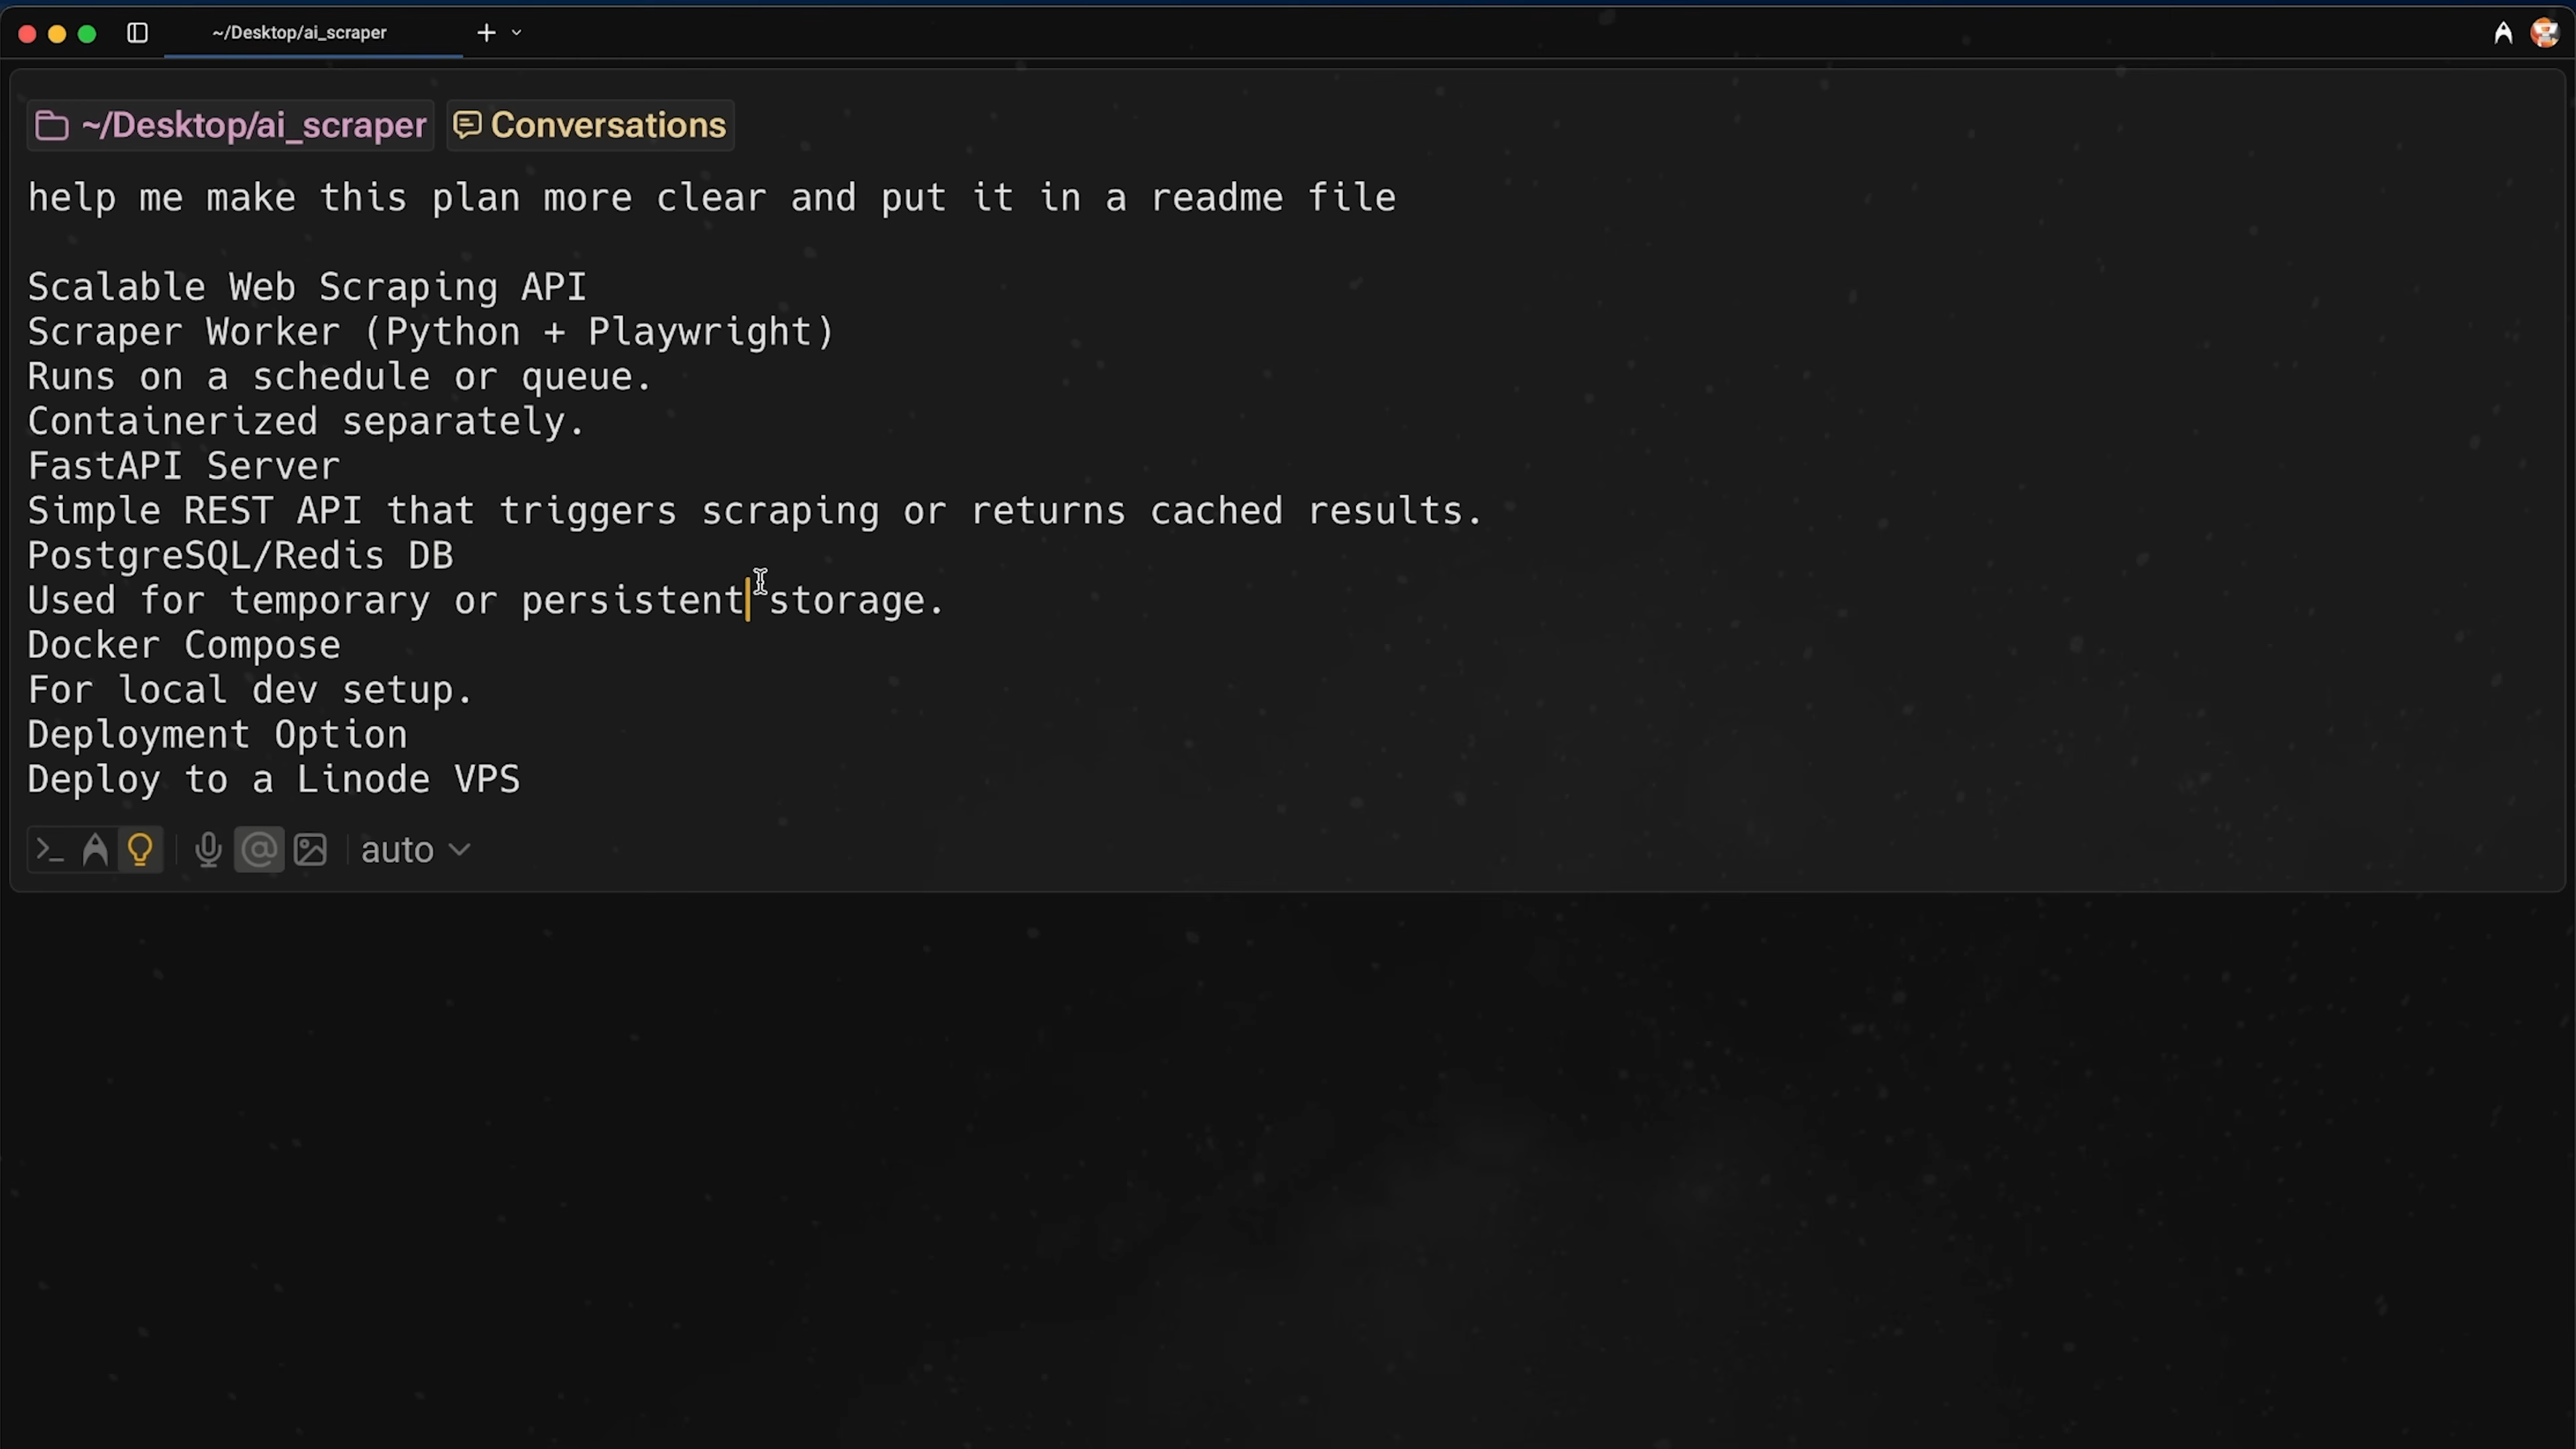 ~/Desktop/ai_scraper
~/Desktop/ai_scraper Conversations
help me make this plan more clear and put it in a readme file
Scalable Web Scraping API
Scraper Worker (Python + Playwright)
Runs on a schedule or queue.
Containerized separately.
FastAPI Server
Simple REST API that triggers scraping or returns cached results.
PostgreSQL/Redis DB
Used for temporary or persistent storage.
Docker Compose
For local dev setup.
Deployment Option
Deploy to a Linode VPS
auto